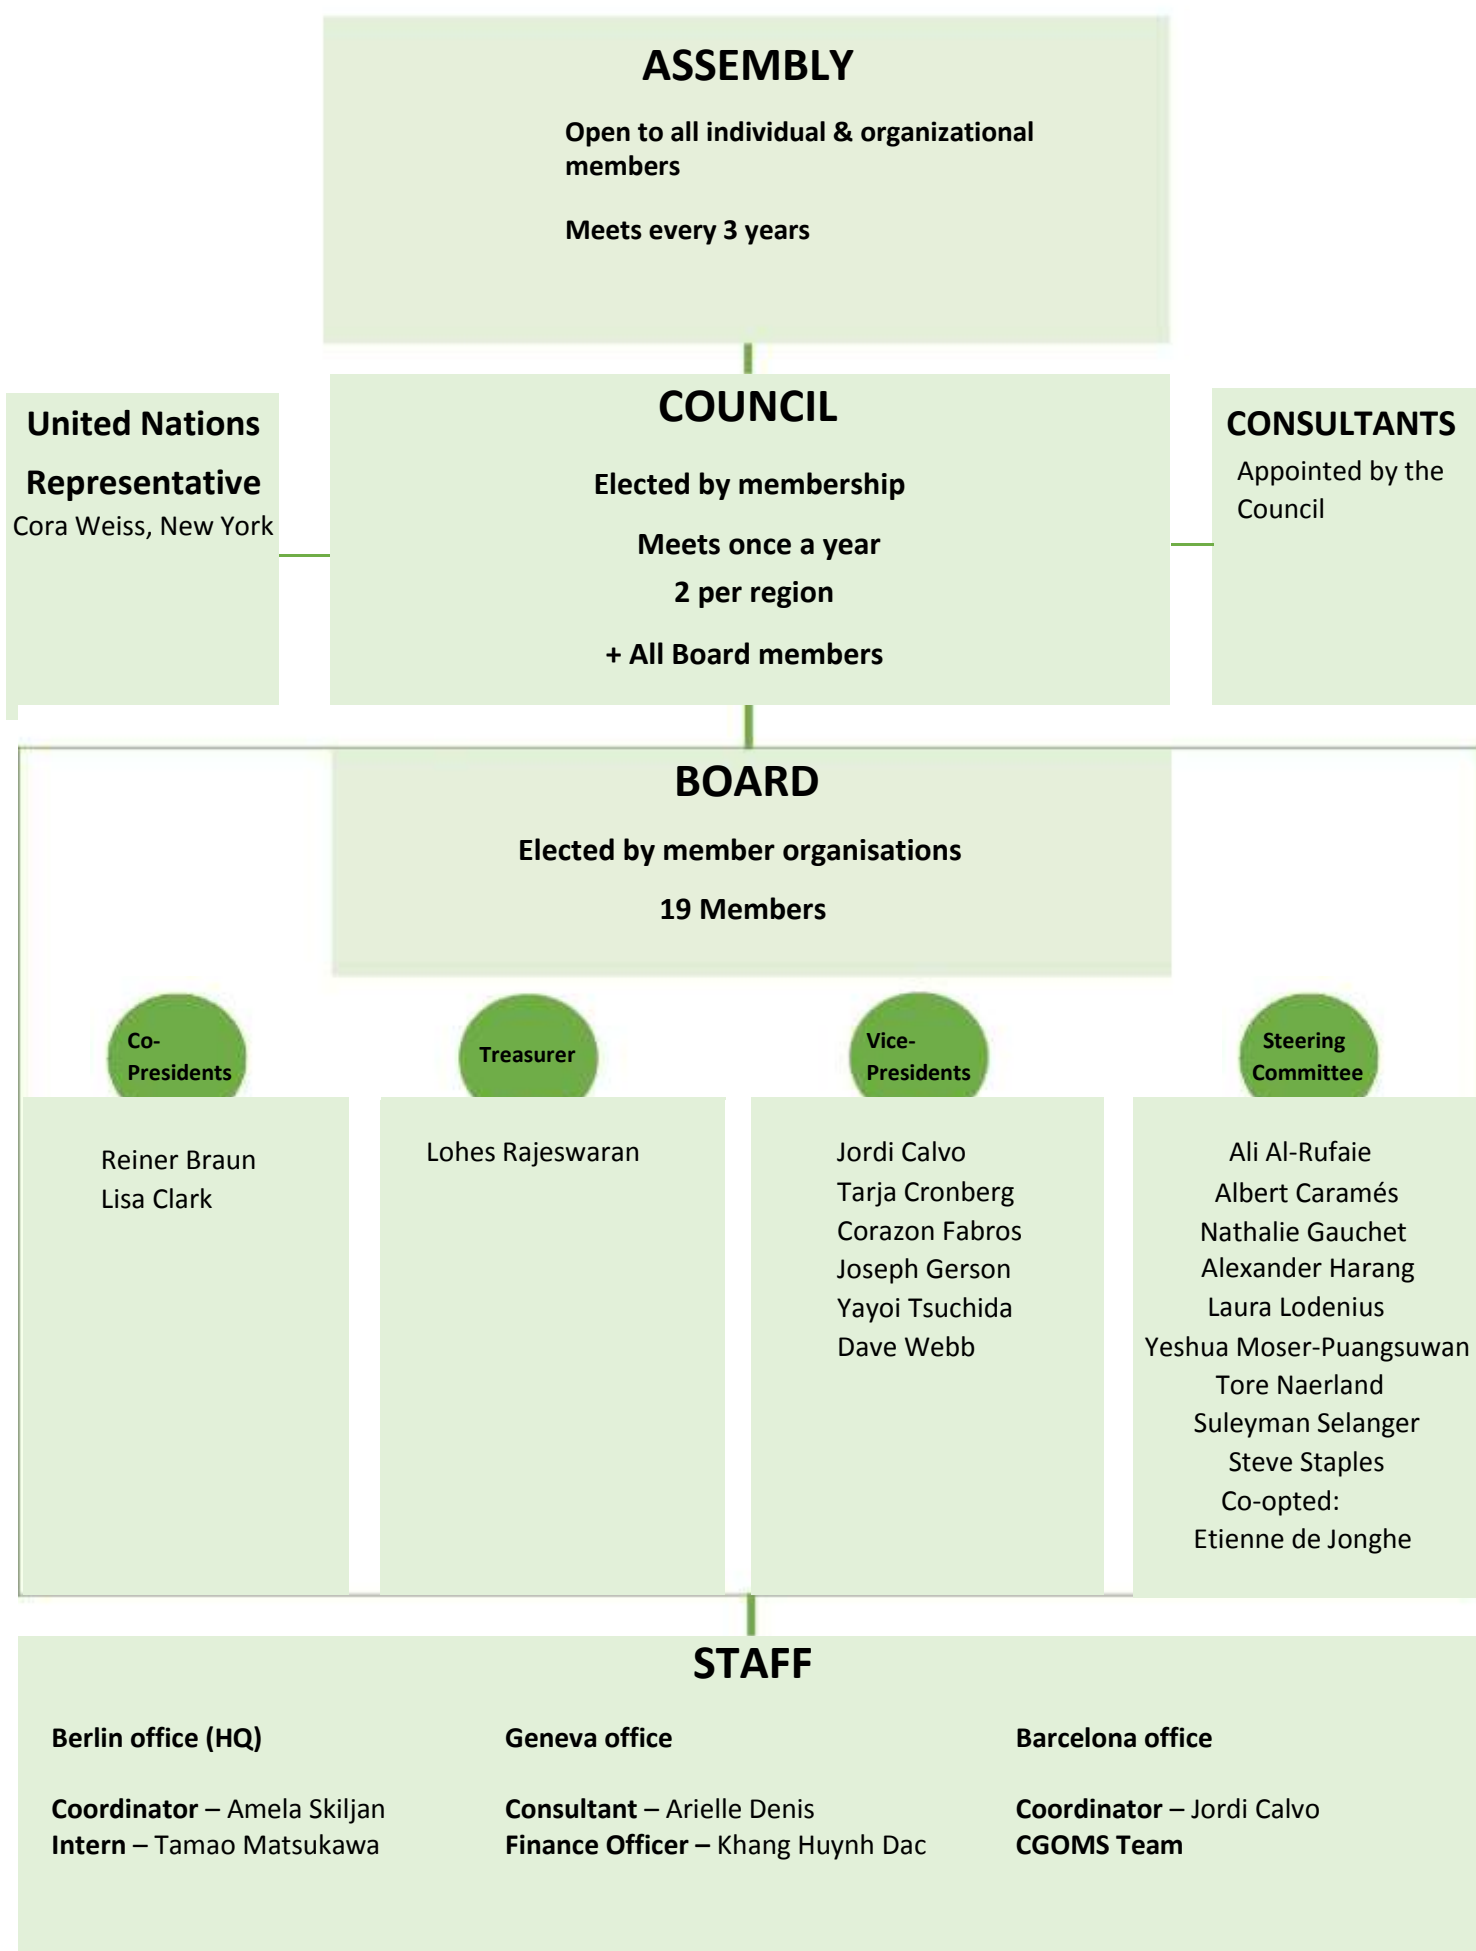 ASSEMBLY
Open to all individual & organizational
members
Meets every 3 years
United Nations
Representative
Cora Weiss, New York
COUNCIL
Elected by membership
Meets once a year
2 per region
+ All Board members
CONSULTANTS
Appointed by the
Council
BOARD
Elected by member organisations
19 Members
Co-
Presidents
Reiner Braun
Lisa Clark
Treasurer
Lohes Rajeswaran
Vice-
Presidents
Jordi Calvo
Tarja Cronberg
Corazon Fabros
Joseph Gerson
Yayoi Tsuchida
Dave Webb
Steering
Committee
Ali Al-Rufaie
Albert Caramés
Nathalie Gauchet
Alexander Harang
Laura Lodenius
Yeshua Moser-Puangsuwan
Tore Naerland
Suleyman Selanger
Steve Staples
Co-opted:
Etienne de Jonghe
STAFF
Berlin office (HQ)
Coordinator – Amela Skiljan
Intern – Tamao Matsukawa
Geneva office
Consultant – Arielle Denis
Finance Officer – Khang Huynh Dac
Barcelona office
Coordinator – Jordi Calvo
CGOMS Team